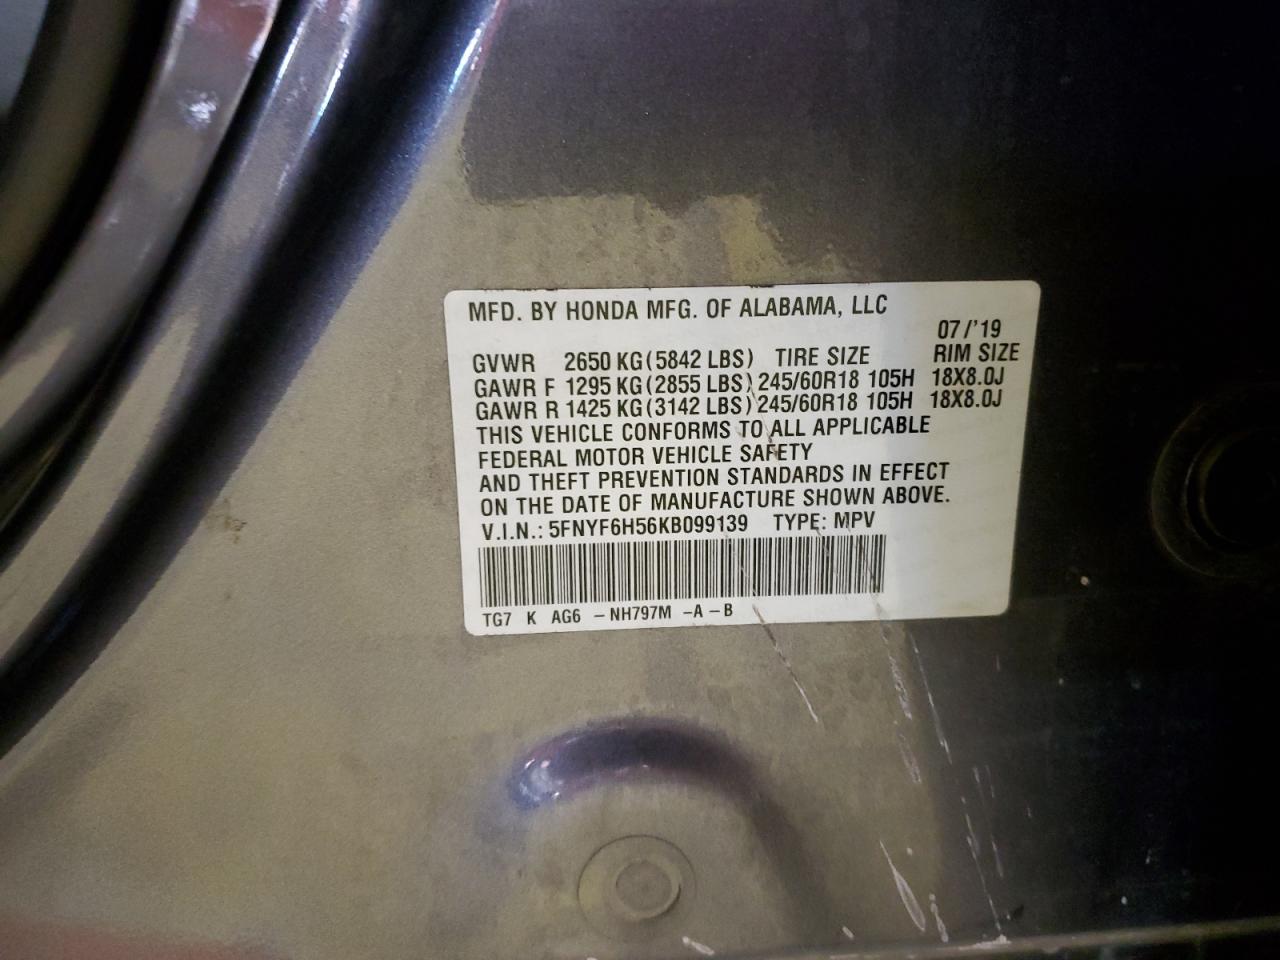 MFD. BY HONDA MFG. OF ALABAMA, LLC
07/'19
GVWR 2650 KG(5842 LBS) TIRE SIZE RIM SIZE
GAWR F 1295 KG(2855 LBS) 245/60R18 105H 18X8.0J
GAWR R 1425 KG(3142 LBS) 245/60R18 105H 18X8.0J
THIS VEHICLE CONFORMS TO ALL APPLICABLE
FEDERAL MOTOR VEHICLE SAFETY
AND THEFT PREVENTION STANDARDS IN EFFECT
ON THE DATE OF MANUFACTURE SHOWN ABOVE.
V.I.N.: 5FNYF6H56KB099139 TYPE: MPV
TG7 K AG6 -NH797M -A-B